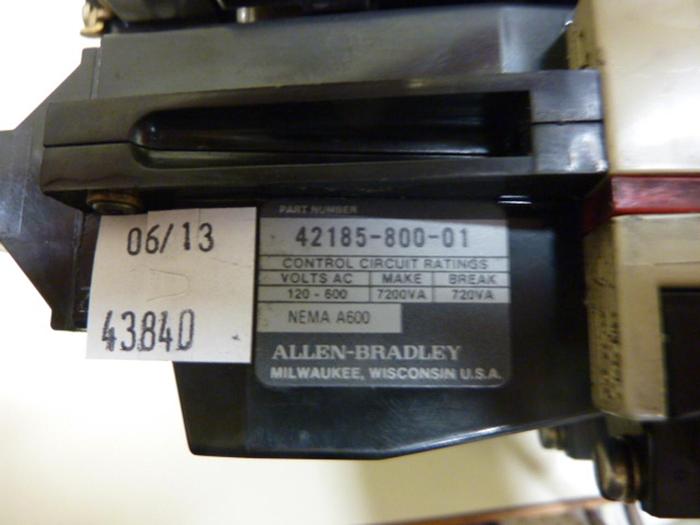 06/13
43840
PART NUMBER
42185-800-01
CONTROL CIRCUIT RATINGS
VOLTS AC MAKE BREAK
120-600 7200VA 720VA
NEMA A600
ALLEN-BRADLEY
MILWAUKEE, WISCONSIN U.S.A.